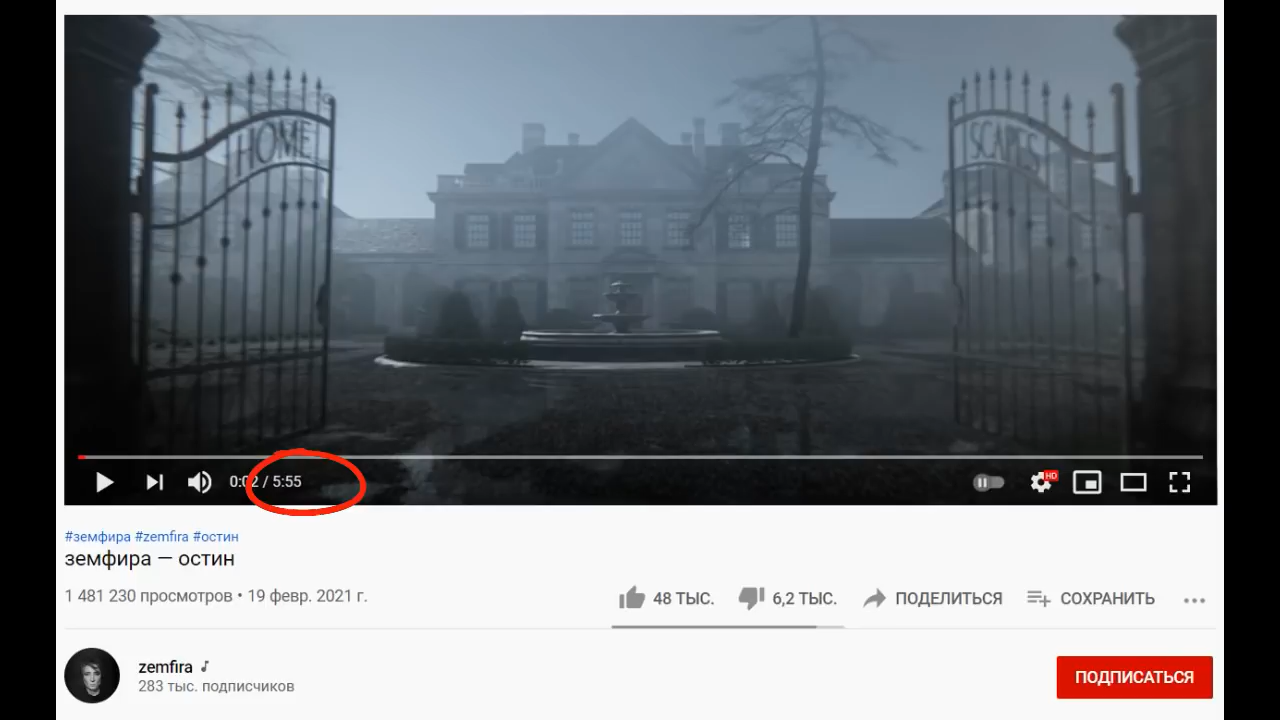 HOME SCAPES
0:02 / 5:55
HD
#земфира #zemfira #остин
земфира — остин
1 481 230 просмотров • 19 февр. 2021 г.
48 ТЫС. 6,2 ТЫС. ПОДЕЛИТЬСЯ СОХРАНИТЬ
zemfira
283 тыс. подписчиков
ПОДПИСАТЬСЯ